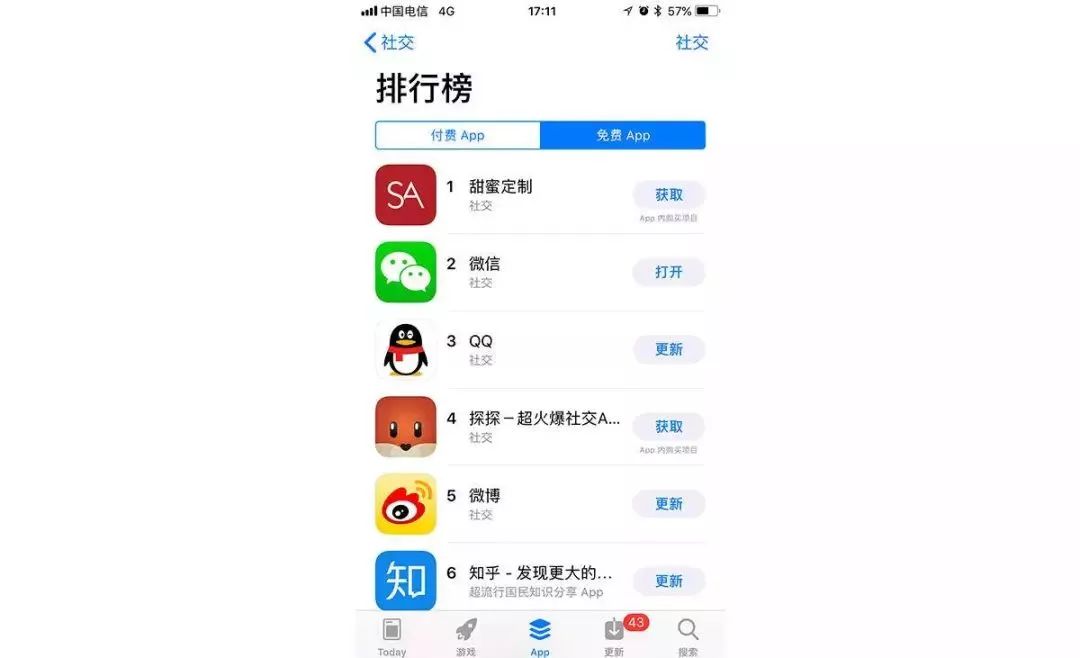 中国电信 4G 17:11 57%
社交 社交
排行榜
付费 App 免费 App
SA 1 甜蜜定制 获取
社交
App 内购买项目
2 微信 打开
社交
3 QQ 更新
社交
4 探探－超火爆社交A... 获取
社交
App 内购买项目
5 微博 更新
社交
知 6 知乎 - 发现更大的... 更新
超流行国民知识分享 App
43
Today 游戏 App 更新 搜索